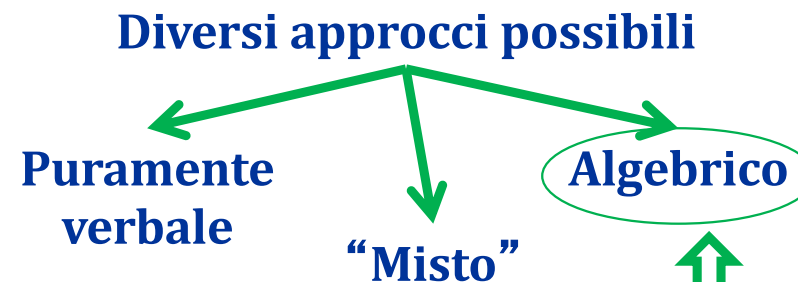 Diversi approcci possibili
Puramente
verbale
“Misto”
Algebrico